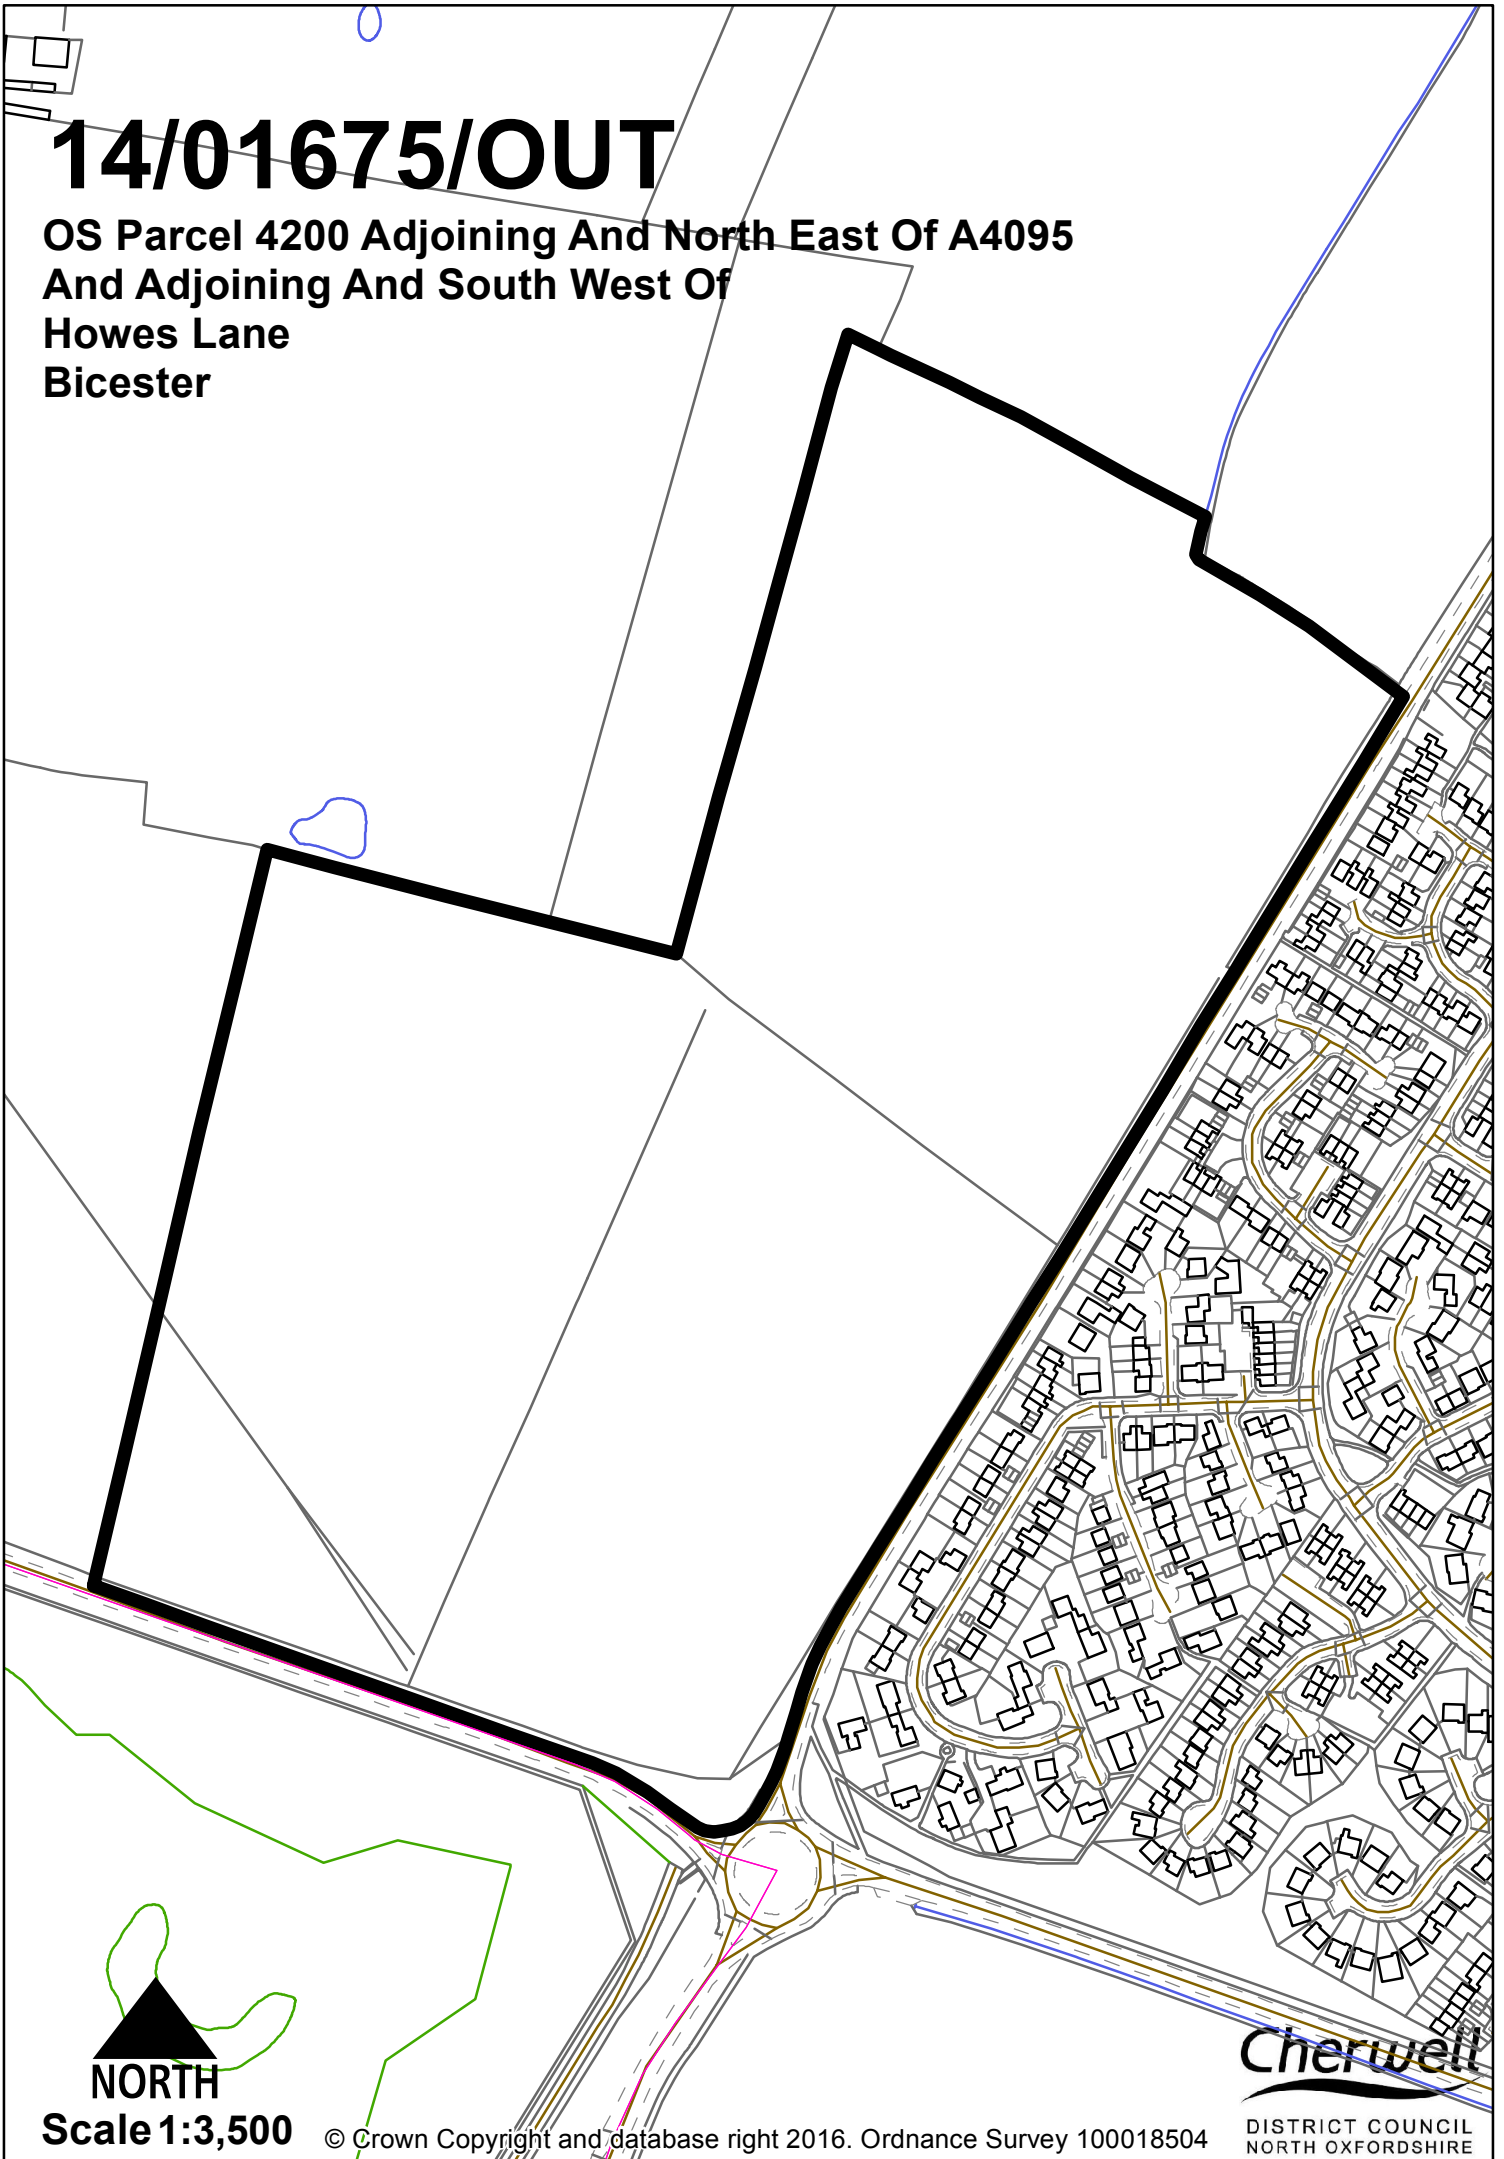 14/01675/OUT
OS Parcel 4200 Adjoining And North East Of A4095
And Adjoining And South West Of
Howes Lane
Bicester
NORTH
Scale 1:3,500
© Crown Copyright and database right 2016. Ordnance Survey 100018504
Cherwell
DISTRICT COUNCIL
NORTH OXFORDSHIRE